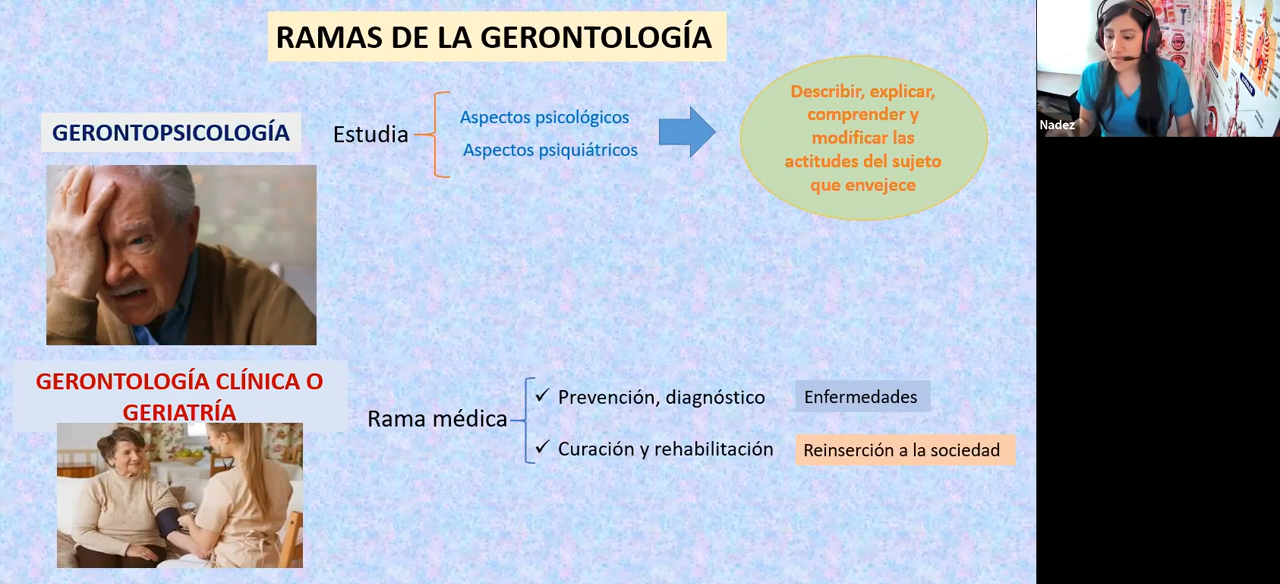 RAMAS DE LA GERONTOLOGÍA
GERONTOPSICOLOGÍA
Estudia
Aspectos psicológicos
Aspectos psiquiátricos
Describir, explicar,
comprender y
modificar las
actitudes del sujeto
que envejece
Nadez
GERONTOLOGÍA CLÍNICA O
GERIATRÍA
Rama médica
✓ Prevención, diagnóstico
Enfermedades
✓ Curación y rehabilitación
Reinserción a la sociedad